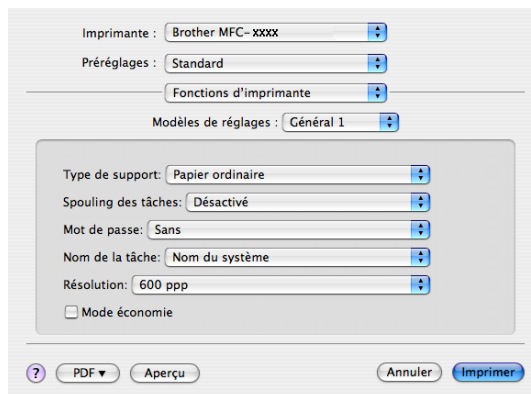 Imprimante : Brother MFC-xxxx
Préréglages : Standard
Fonctions d'imprimante
Modèles de réglages : Général 1
Type de support: Papier ordinaire
Spouling des tâches: Désactivé
Mot de passe: Sans
Nom de la tâche: Nom du système
Résolution: 600 ppp
Mode économie
? PDF ▾ Aperçu Annuler Imprimer